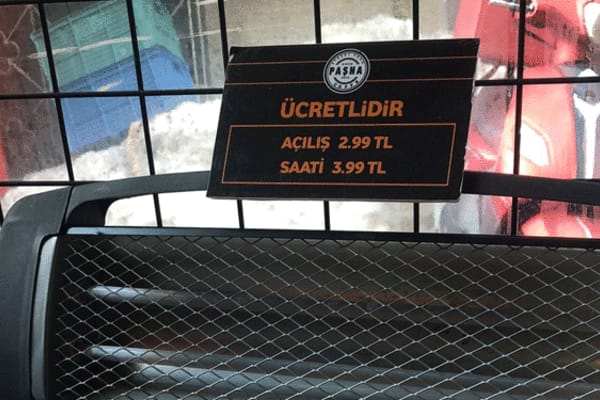 PAŞHA
ÜCRETLİDİR
AÇILIŞ 2.99 TL
SAATİ 3.99 TL